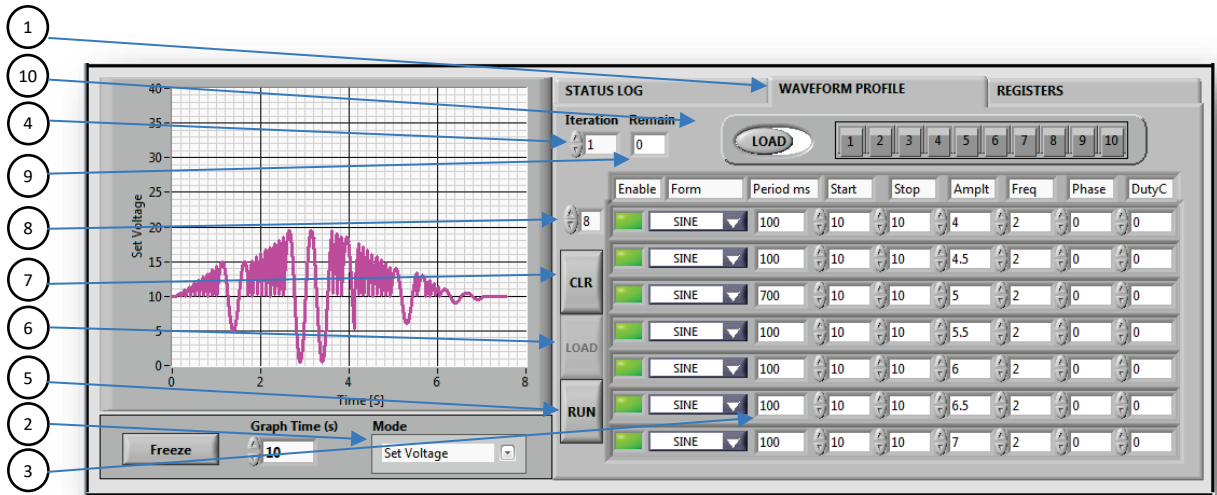 1
10
4
9
8
7
6
5
2
3
40
35
30
25
20
15
10
5
0
Set Voltage
0 2 4 6 8
Time [S]
Freeze
Graph Time (s)
10
Mode
Set Voltage
STATUS LOG WAVEFORM PROFILE REGISTERS
Iteration Remain
1 0
LOAD 1 2 3 4 5 6 7 8 9 10
Enable Form Period ms Start Stop Amplt Freq Phase DutyC
8
CLR
LOAD
RUN
SINE 100 10 10 4 2 0 0
SINE 100 10 10 4.5 2 0 0
SINE 700 10 10 5 2 0 0
SINE 100 10 10 5.5 2 0 0
SINE 100 10 10 6 2 0 0
SINE 100 10 10 6.5 2 0 0
SINE 100 10 10 7 2 0 0